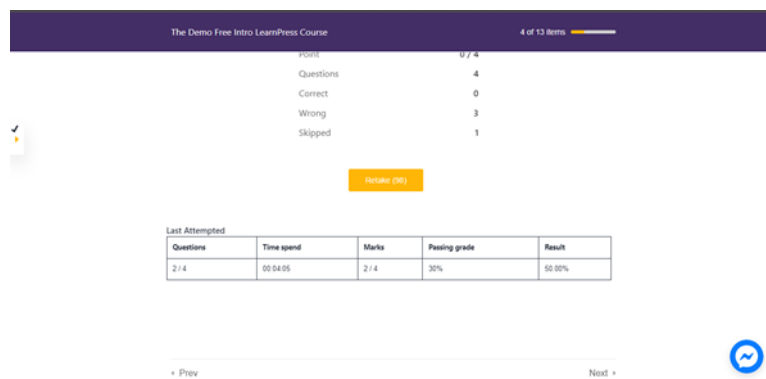 The Demo Free Intro LearnPress Course 4 of 13 items
Point 0 / 4
Questions 4
Correct 0
Wrong 3
Skipped 1
Retake (98)
Last Attempted
Questions Time spend Marks Passing grade Result
2 / 4 00:04:05 2 / 4 30% 50.00%
Prev Next